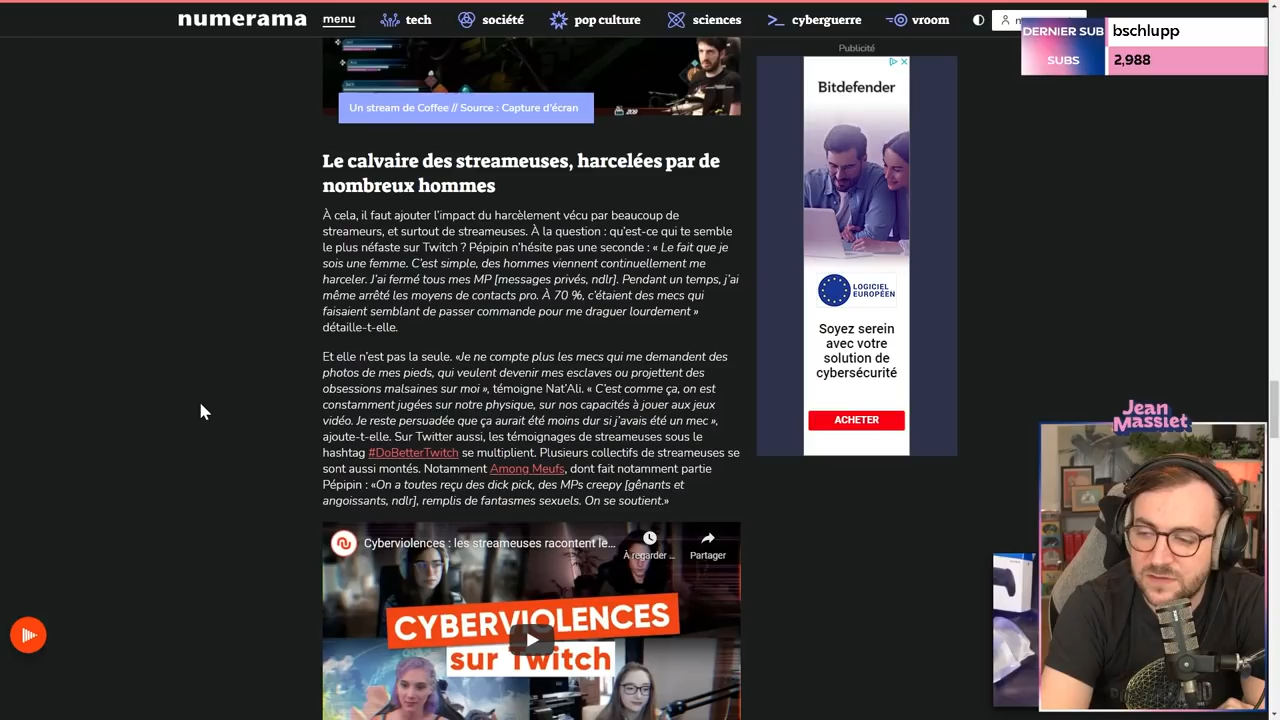 numerama
menu
tech
société
pop culture
sciences
cyberguerre
vroom
DERNIER SUB
bschlupp
SUBS
2,988
Un stream de Coffee // Source : Capture d'écran
Le calvaire des streameuses, harcelées par de
nombreux hommes
À cela, il faut ajouter l'impact du harcèlement vécu par beaucoup de
streameurs, et surtout de streameuses. À la question : qu'est-ce qui te semble
le plus néfaste sur Twitch ? Pépipin n'hésite pas une seconde : « Le fait que je
sois une femme. C'est simple, des hommes viennent continuellement me
harceler. J'ai fermé tous mes MP [messages privés, ndlr]. Pendant un temps, j'ai
même arrêté les moyens de contacts pro. À 70 %, c'étaient des mecs qui
faisaient semblant de passer commande pour me draguer lourdement »
détaille-t-elle.
Et elle n'est pas la seule. «Je ne compte plus les mecs qui me demandent des
photos de mes pieds, qui veulent devenir mes esclaves ou projettent des
obsessions malsaines sur moi », témoigne Nat'Ali. « C'est comme ça, on est
constamment jugées sur notre physique, sur nos capacités à jouer aux jeux
vidéo. Je reste persuadée que ça aurait été moins dur si j'avais été un mec »,
ajoute-t-elle. Sur Twitter aussi, les témoignages de streameuses sous le
hashtag #DoBetterTwitch se multiplient. Plusieurs collectifs de streameuses se
sont aussi montés. Notamment Among Meufs, dont fait notamment partie
Pépipin : «On a toutes reçu des dick pick, des MPs creepy [gênants et
angoissants, ndlr], remplis de fantasmes sexuels. On se soutient.»
Cyberviolences : les streameuses racontent le...
À regarder ...
Partager
CYBERVIOLENCES
sur Twitch
Publicité
Bitdefender
LOGICIEL
EUROPÉEN
Soyez serein
avec votre
solution de
cybersécurité
ACHETER
Jean
Massiet